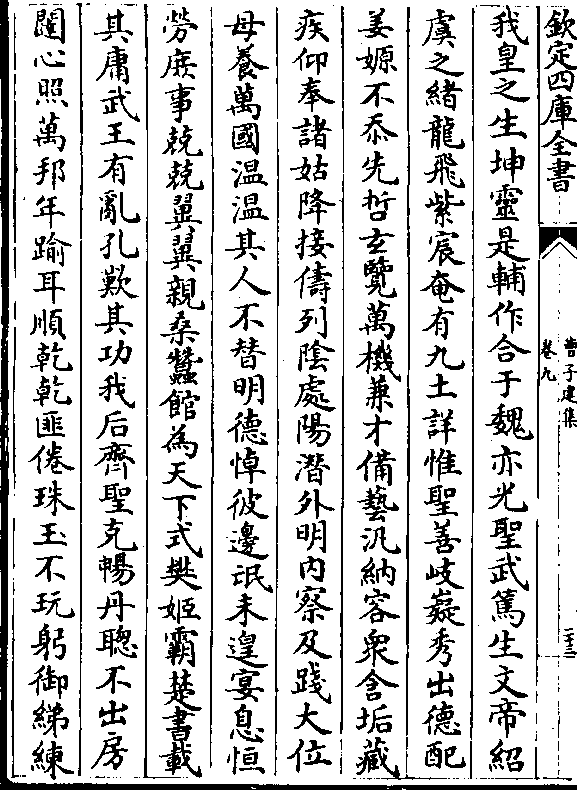 欽定四庫全書
曹子建集
卷九
二十三
我皇之生坤靈是輔作合于魏亦光聖武篤生文帝紹
虞之緒龍飛紫宸奄有九土詳惟聖善岐嶷秀出德配
姜嫄不忝先哲玄覽萬機兼才備藝汎納容衆含垢藏
疾仰奉諸姑降接儔列陰處陽潛外明内察及踐大位
母養萬國温温其人不替明德悼彼邊氓未遑宴息恒
勞庶事兢兢翼翼親桑蠶館為天下式樊姬霸楚書載
其庸武王有亂孔歎其功我后齊聖克暢丹聰不出房
闥心照萬邦年踰耳順乾乾匪倦珠玉不玩躬御綈練